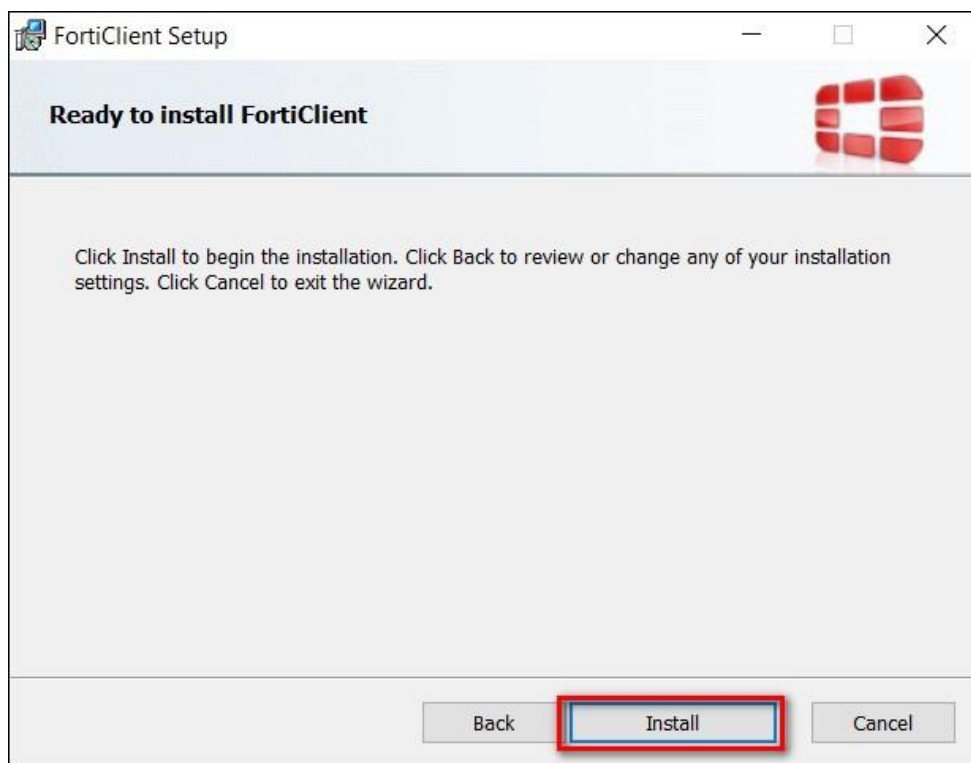 FortiClient Setup
Ready to install FortiClient
Click Install to begin the installation. Click Back to review or change any of your installation
settings. Click Cancel to exit the wizard.
Back
Install
Cancel